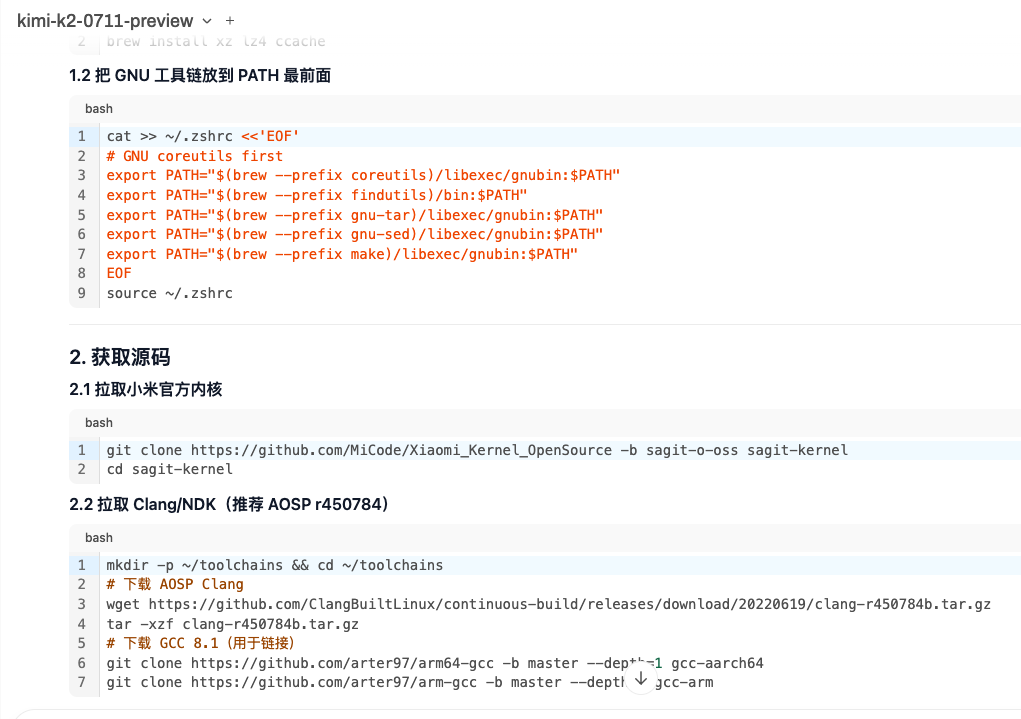 kimi-k2-0711-preview
2 brew install xz lz4 ccache
1.2 把 GNU 工具链放到 PATH 最前面
bash
1 cat >> ~/.zshrc <<'EOF'
2 # GNU coreutils first
3 export PATH="$(brew --prefix coreutils)/libexec/gnubin:$PATH"
4 export PATH="$(brew --prefix findutils)/bin:$PATH"
5 export PATH="$(brew --prefix gnu-tar)/libexec/gnubin:$PATH"
6 export PATH="$(brew --prefix gnu-sed)/libexec/gnubin:$PATH"
7 export PATH="$(brew --prefix make)/libexec/gnubin:$PATH"
8 EOF
9 source ~/.zshrc
2. 获取源码
2.1 拉取小米官方内核
bash
1 git clone https://github.com/MiCode/Xiaomi_Kernel_OpenSource -b sagit-o-oss sagit-kernel
2 cd sagit-kernel
2.2 拉取 Clang/NDK（推荐 AOSP r450784）
bash
1 mkdir -p ~/toolchains && cd ~/toolchains
2 # 下载 AOSP Clang
3 wget https://github.com/ClangBuiltLinux/continuous-build/releases/download/20220619/clang-r450784b.tar.gz
4 tar -xzf clang-r450784b.tar.gz
5 # 下载 GCC 8.1（用于链接）
6 git clone https://github.com/arter97/arm64-gcc -b master --depth=1 gcc-aarch64
7 git clone https://github.com/arter97/arm-gcc -b master --depth gcc-arm